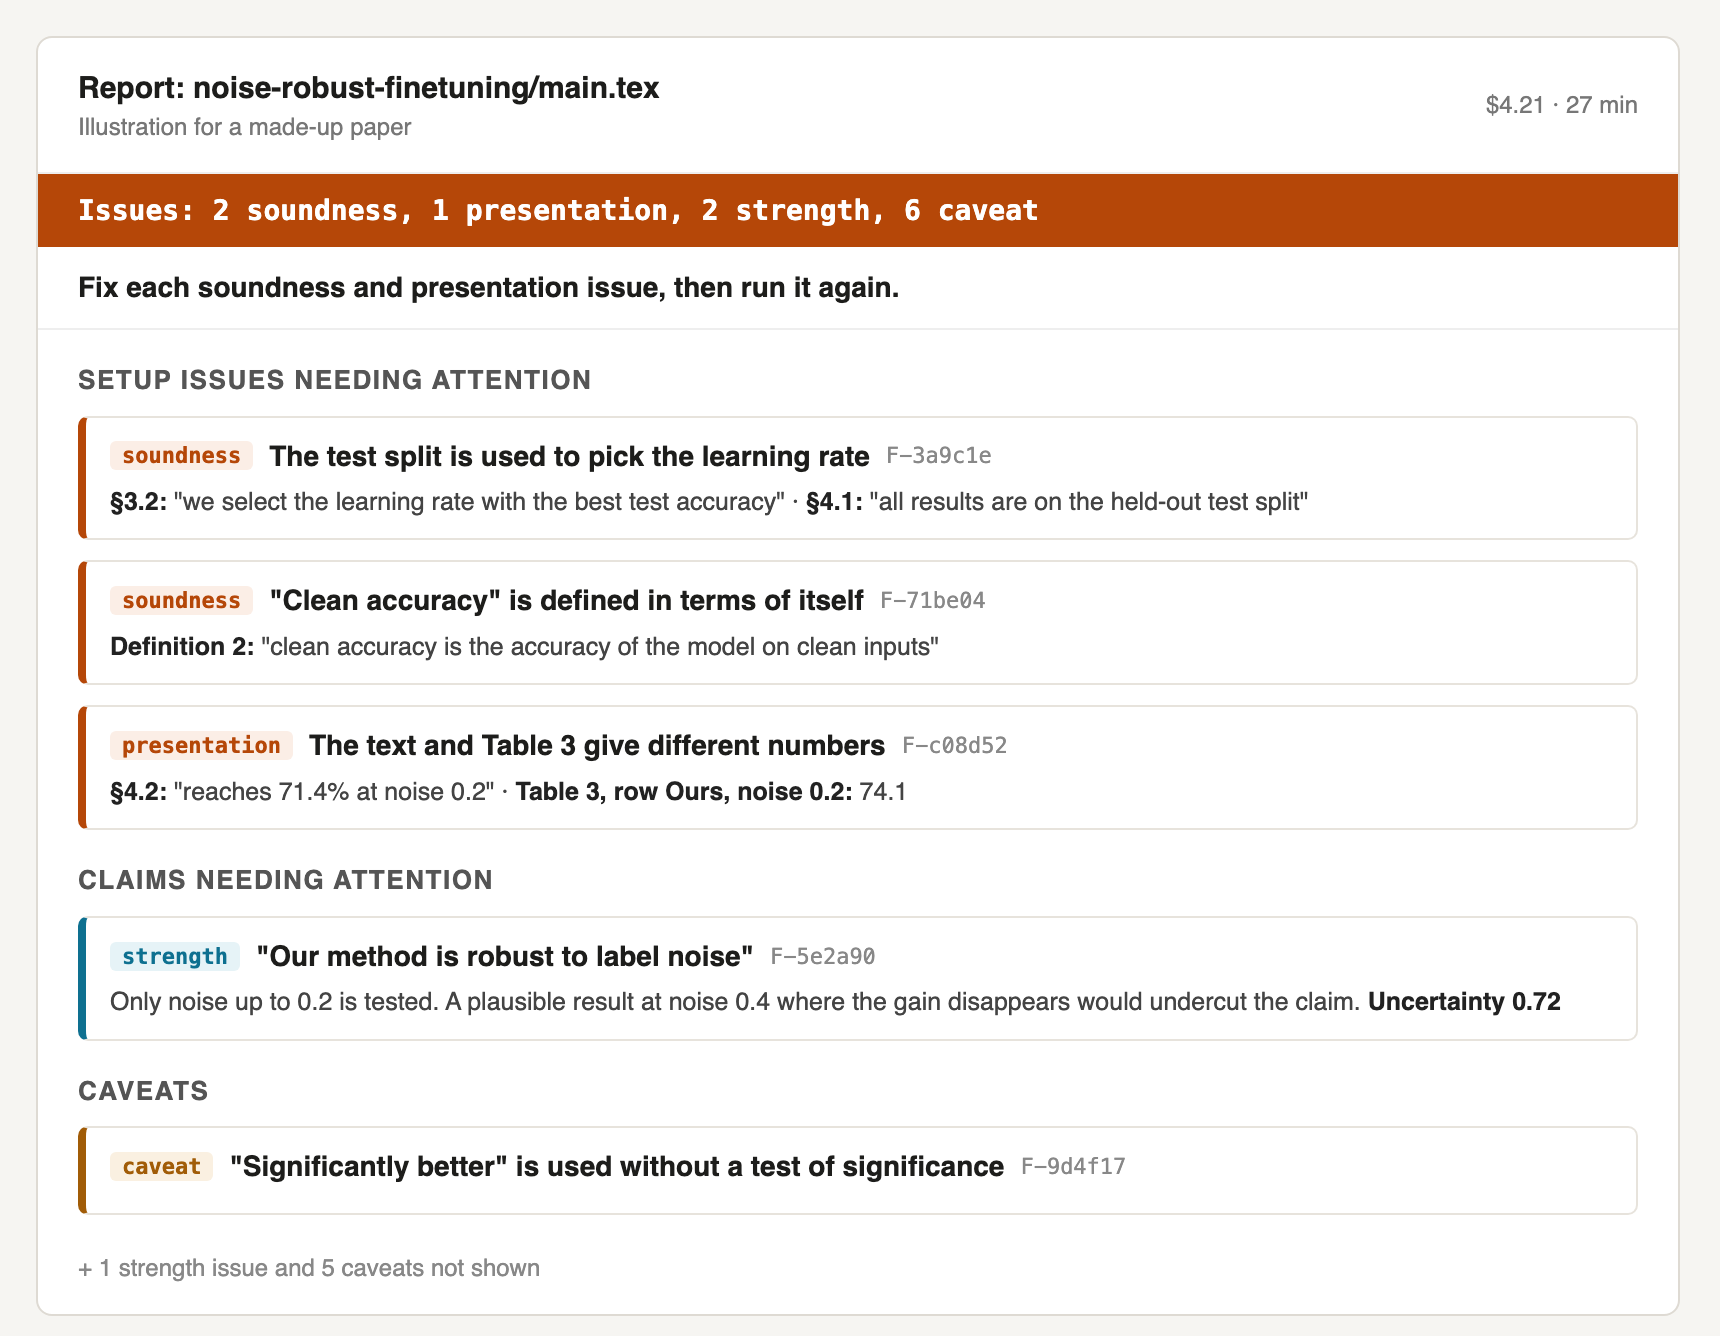 Report: noise-robust-finetuning/main.tex
Illustration for a made-up paper
$4.21 · 27 min
Issues: 2 soundness, 1 presentation, 2 strength, 6 caveat
Fix each soundness and presentation issue, then run it again.
SETUP ISSUES NEEDING ATTENTION
soundness The test split is used to pick the learning rate F-3a9c1e
§3.2: "we select the learning rate with the best test accuracy" · §4.1: "all results are on the held-out test split"
soundness "Clean accuracy" is defined in terms of itself F-71be04
Definition 2: "clean accuracy is the accuracy of the model on clean inputs"
presentation The text and Table 3 give different numbers F-c08d52
§4.2: "reaches 71.4% at noise 0.2" · Table 3, row Ours, noise 0.2: 74.1
CLAIMS NEEDING ATTENTION
strength "Our method is robust to label noise" F-5e2a90
Only noise up to 0.2 is tested. A plausible result at noise 0.4 where the gain disappears would undercut the claim. Uncertainty 0.72
CAVEATS
caveat "Significantly better" is used without a test of significance F-9d4f17
+ 1 strength issue and 5 caveats not shown